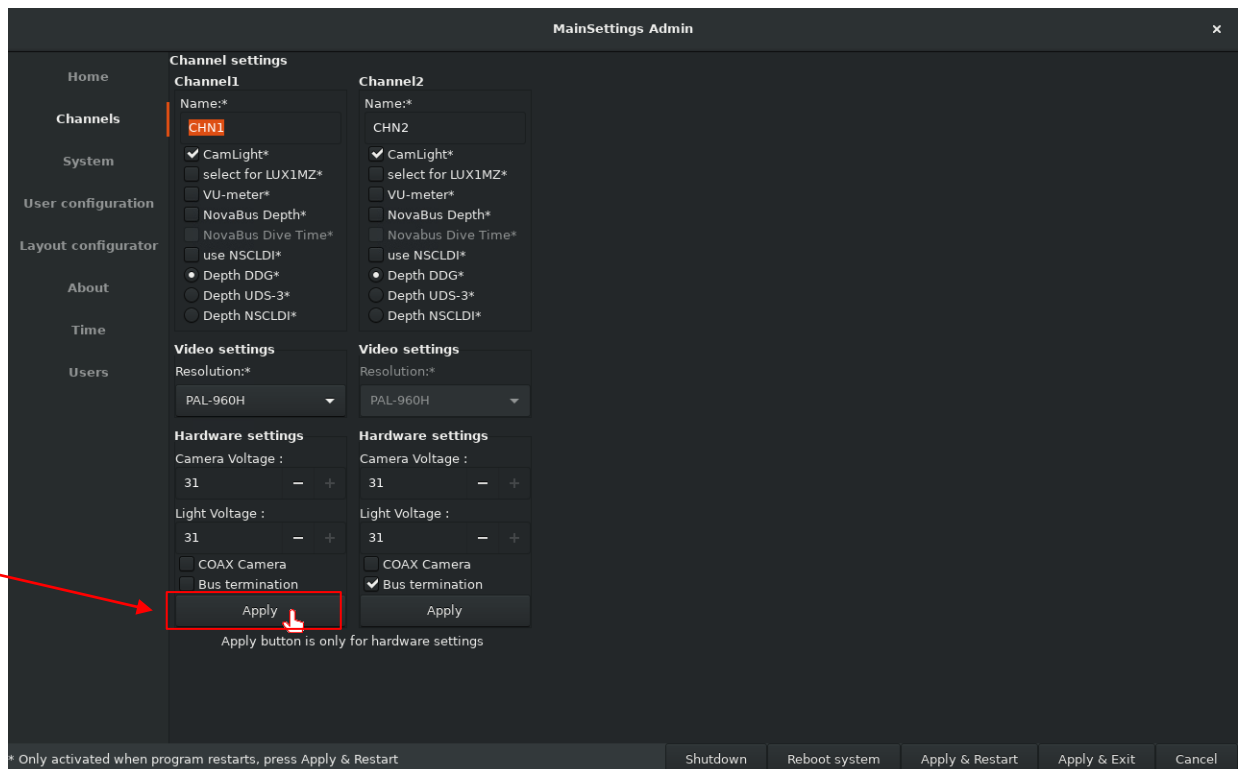 MainSettings Admin
×
Home
Channels
System
User configuration
Layout configurator
About
Time
Users
Channel settings
Channel1
Name:*
CHN1
CamLight*
select for LUX1MZ*
VU-meter*
NovaBus Depth*
NovaBus Dive Time*
use NSCLDI*
Depth DDG*
Depth UDS-3*
Depth NSCLDI*
Video settings
Resolution:*
PAL-960H
Hardware settings
Camera Voltage :
31 − +
Light Voltage :
31 − +
COAX Camera
Bus termination
Apply
Channel2
Name:*
CHN2
CamLight*
select for LUX1MZ*
VU-meter*
NovaBus Depth*
Novabus Dive Time*
use NSCLDI*
Depth DDG*
Depth UDS-3*
Depth NSCLDI*
Video settings
Resolution:*
PAL-960H
Hardware settings
Camera Voltage :
31 − +
Light Voltage :
31 − +
COAX Camera
Bus termination
Apply
Apply button is only for hardware settings
* Only activated when program restarts, press Apply & Restart
Shutdown
Reboot system
Apply & Restart
Apply & Exit
Cancel